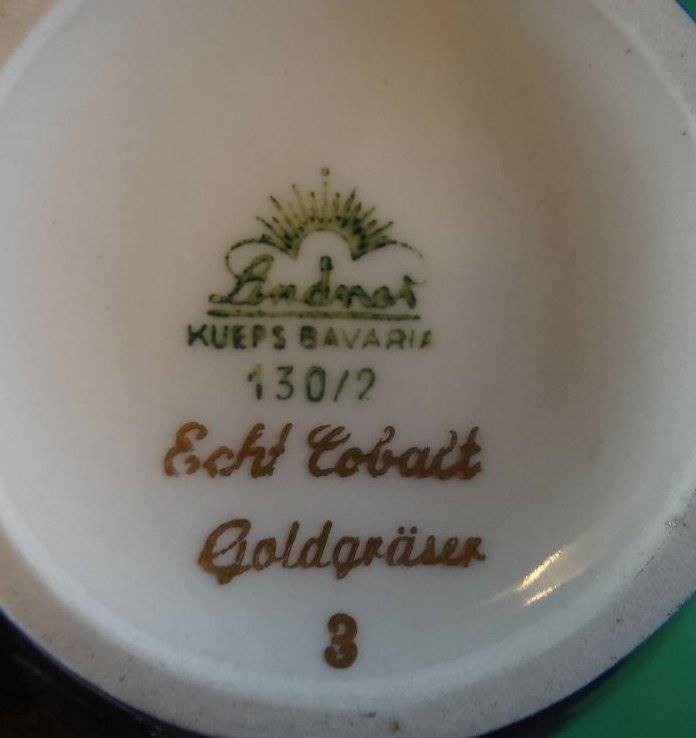 Lindner
KUEPS BAVARIA
130/2
Echt Cobalt
Goldgräser
3